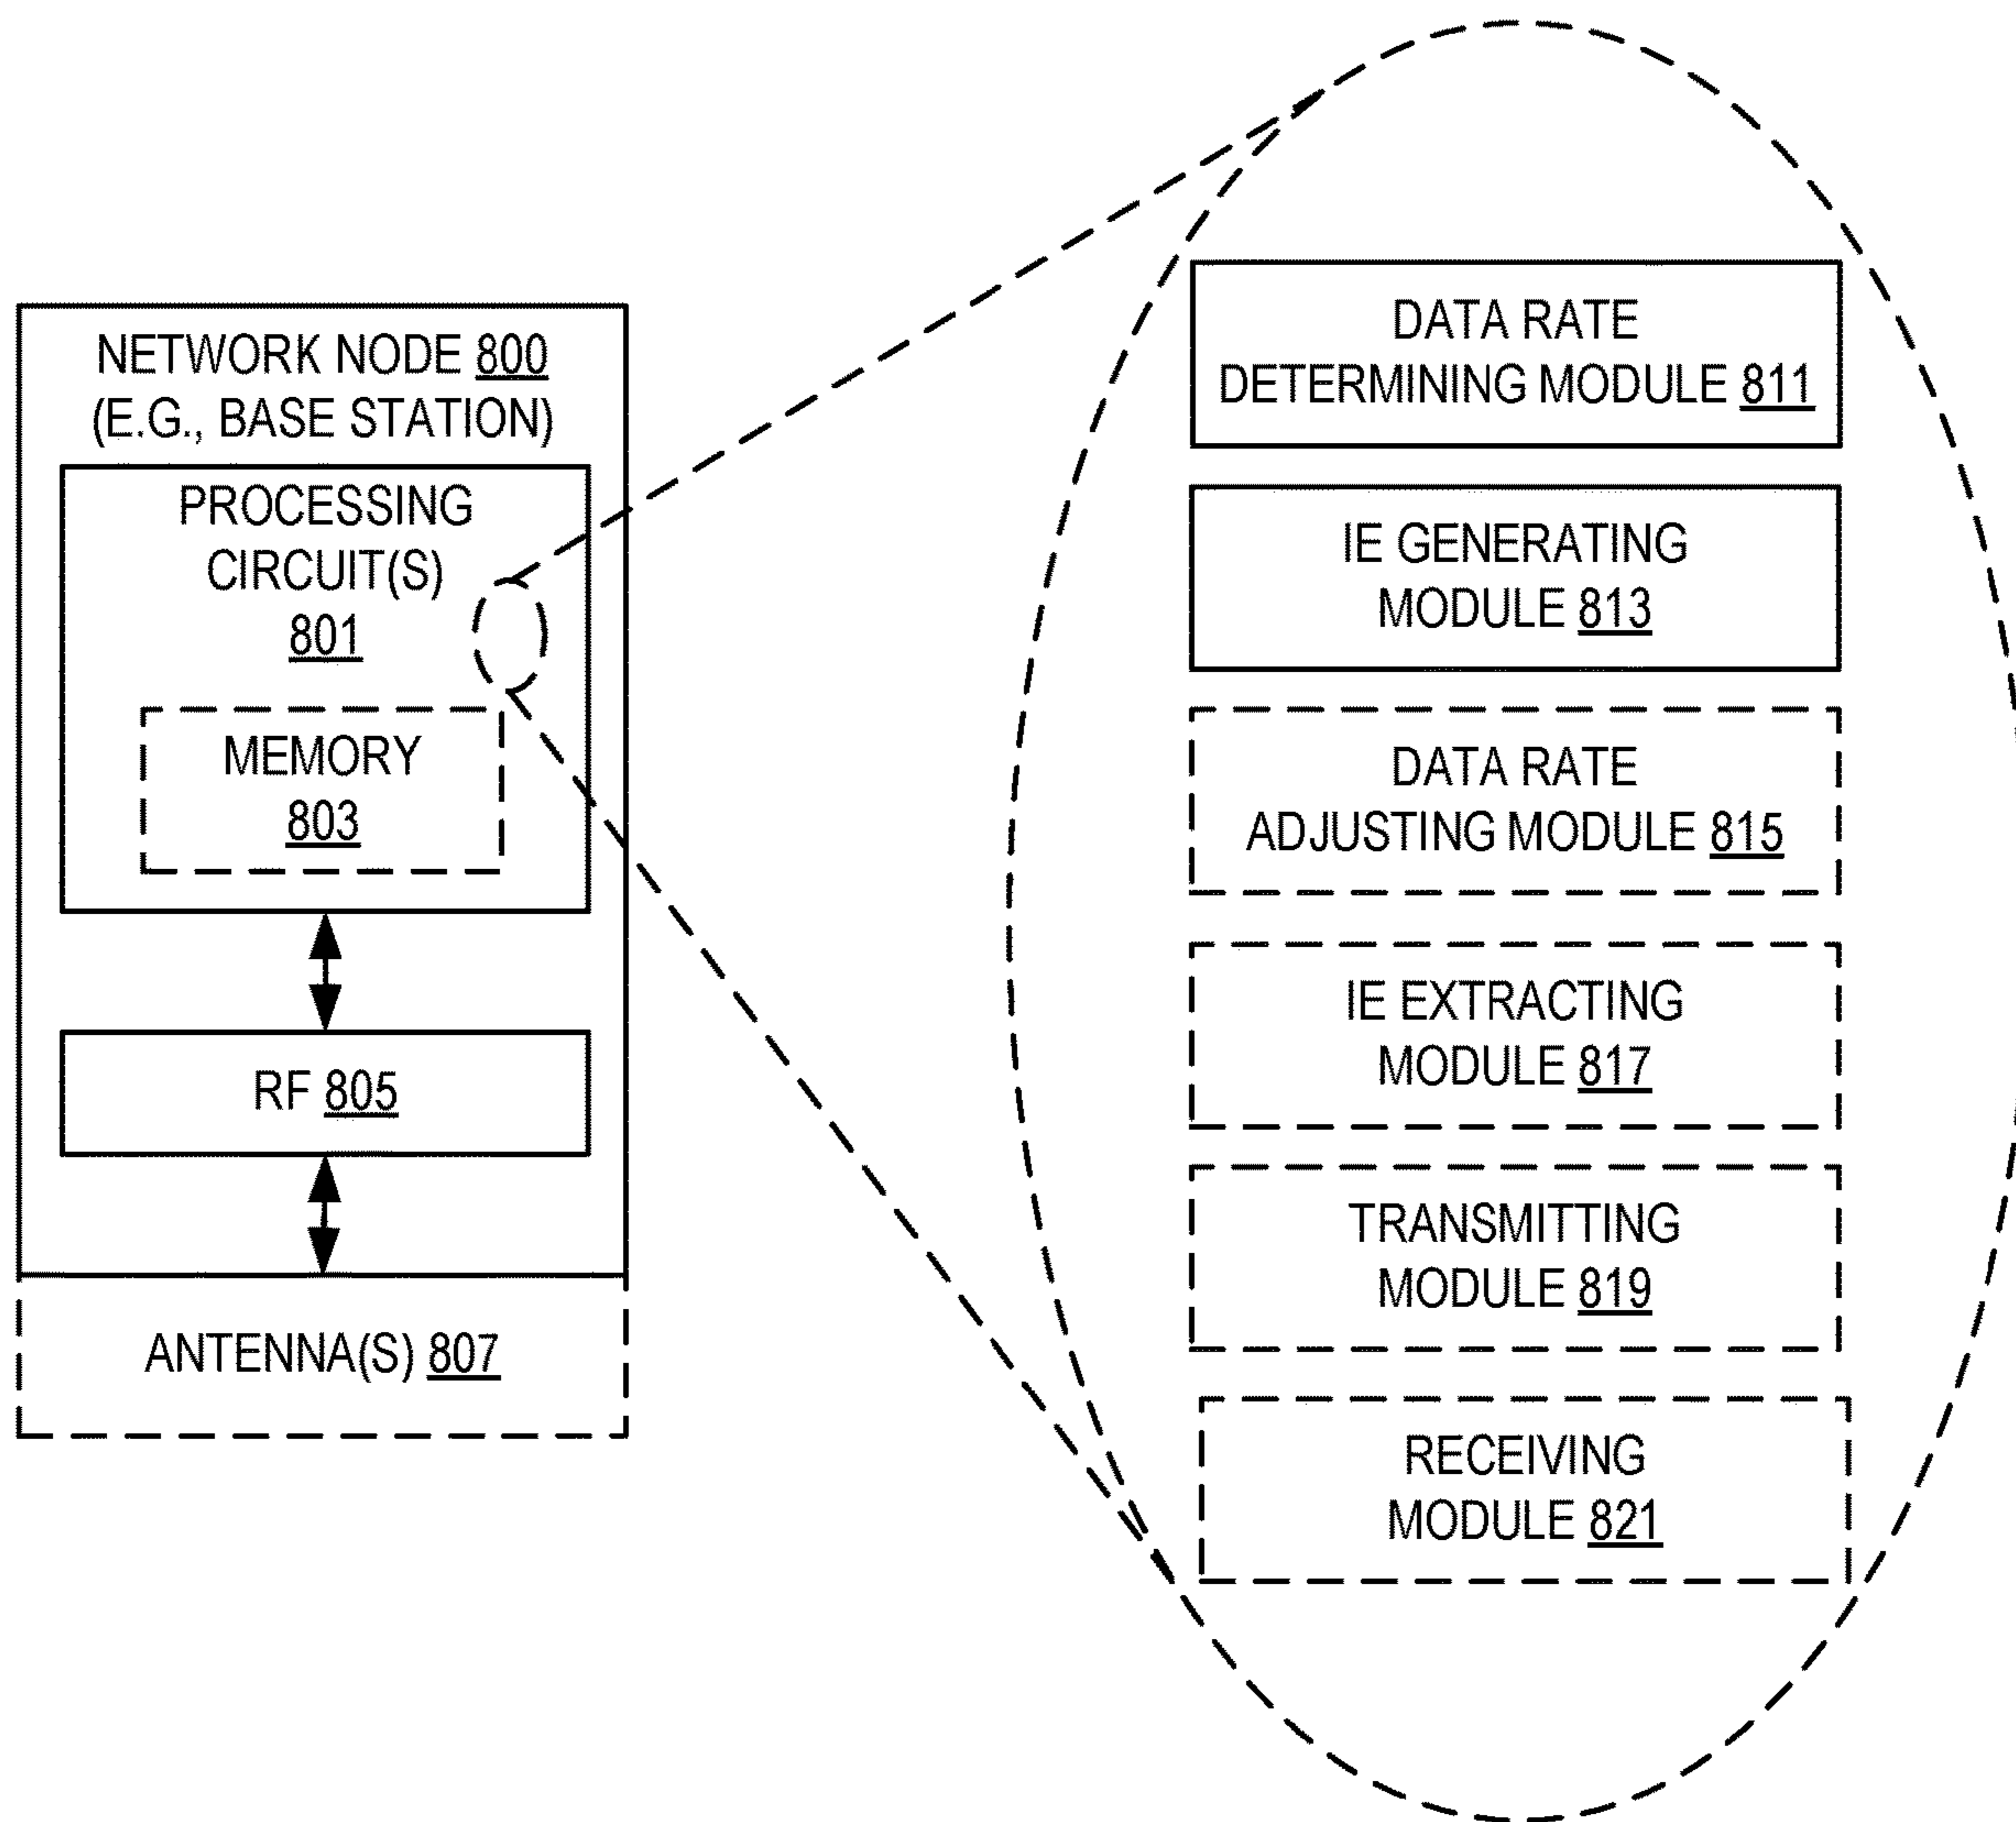 NETWORK NODE 800
(E.G., BASE STATION)
PROCESSING
CIRCUIT(S)
801
MEMORY
803
RF 805
ANTENNA(S) 807
DATA RATE
DETERMINING MODULE 811
IE GENERATING
MODULE 813
DATA RATE
ADJUSTING MODULE 815
IE EXTRACTING
MODULE 817
TRANSMITTING
MODULE 819
RECEIVING
MODULE 821